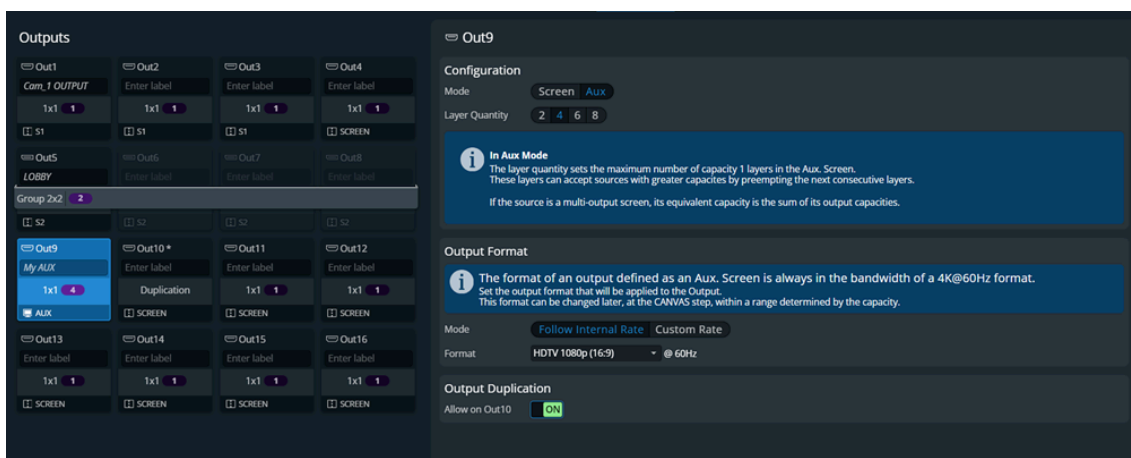 Outputs
Out1 Out2 Out3 Out4
Cam_1 OUTPUT Enter label Enter label Enter label
1x1 1 1x1 1 1x1 1 1x1 1
S1 S1 S1 SCREEN
Out5 Out6 Out7 Out8
LOBBY Enter label Enter label Enter label
Group 2x2 2
S2 S2 S2 S2
Out9 Out10 * Out11 Out12
My AUX Enter label Enter label Enter label
1x1 4 Duplication 1x1 1 1x1 1
AUX SCREEN SCREEN SCREEN
Out13 Out14 Out15 Out16
Enter label Enter label Enter label Enter label
1x1 1 1x1 1 1x1 1 1x1 1
SCREEN SCREEN SCREEN SCREEN
Out9
Configuration
Mode Screen Aux
Layer Quantity 2 4 6 8
In Aux Mode
The layer quantity sets the maximum number of capacity 1 layers in the Aux. Screen.
These layers can accept sources with greater capacites by preempting the next consecutive layers.
If the source is a multi-output screen, its equivalent capacity is the sum of its output capacities.
Output Format
The format of an output defined as an Aux. Screen is always in the bandwidth of a 4K@60Hz format.
Set the output format that will be applied to the Output.
This format can be changed later, at the CANVAS step, within a range determined by the capacity.
Mode Follow Internal Rate Custom Rate
Format HDTV 1080p (16:9) @ 60Hz
Output Duplication
Allow on Out10 ON